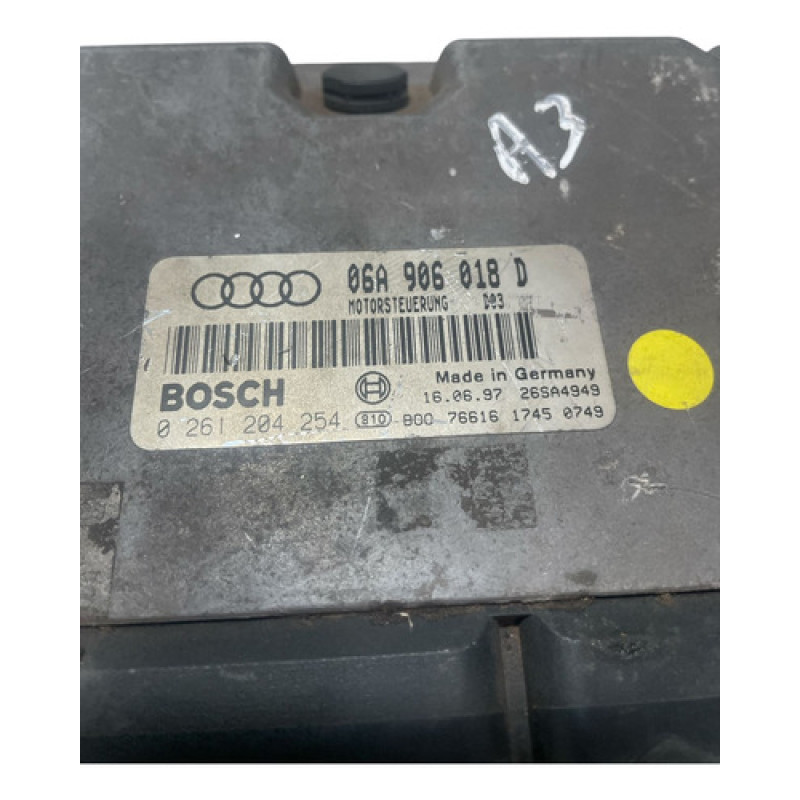 A3
06A 906 018 D
MOTORSTEUERUNG D03
BOSCH
Made in Germany
16.06.97 26SA4949
0 261 204 254 810 B00 76616 1745 0749